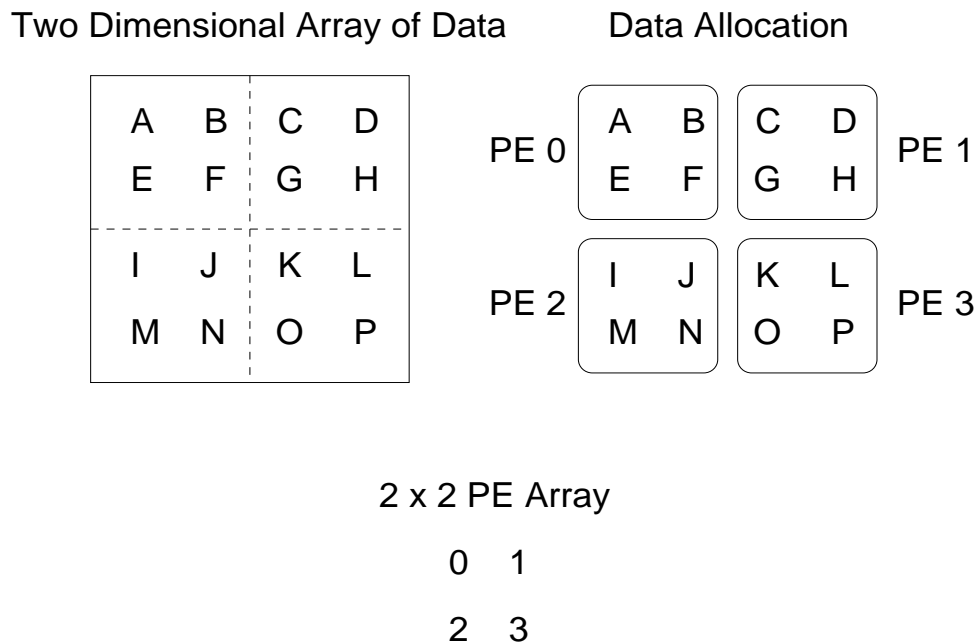 Two Dimensional Array of Data Data Allocation
A B C D
E F G H
I J K L
M N O P
PE 0 A B C D PE 1
E F G H
PE 2 I J K L PE 3
M N O P
2 x 2 PE Array
0 1
2 3